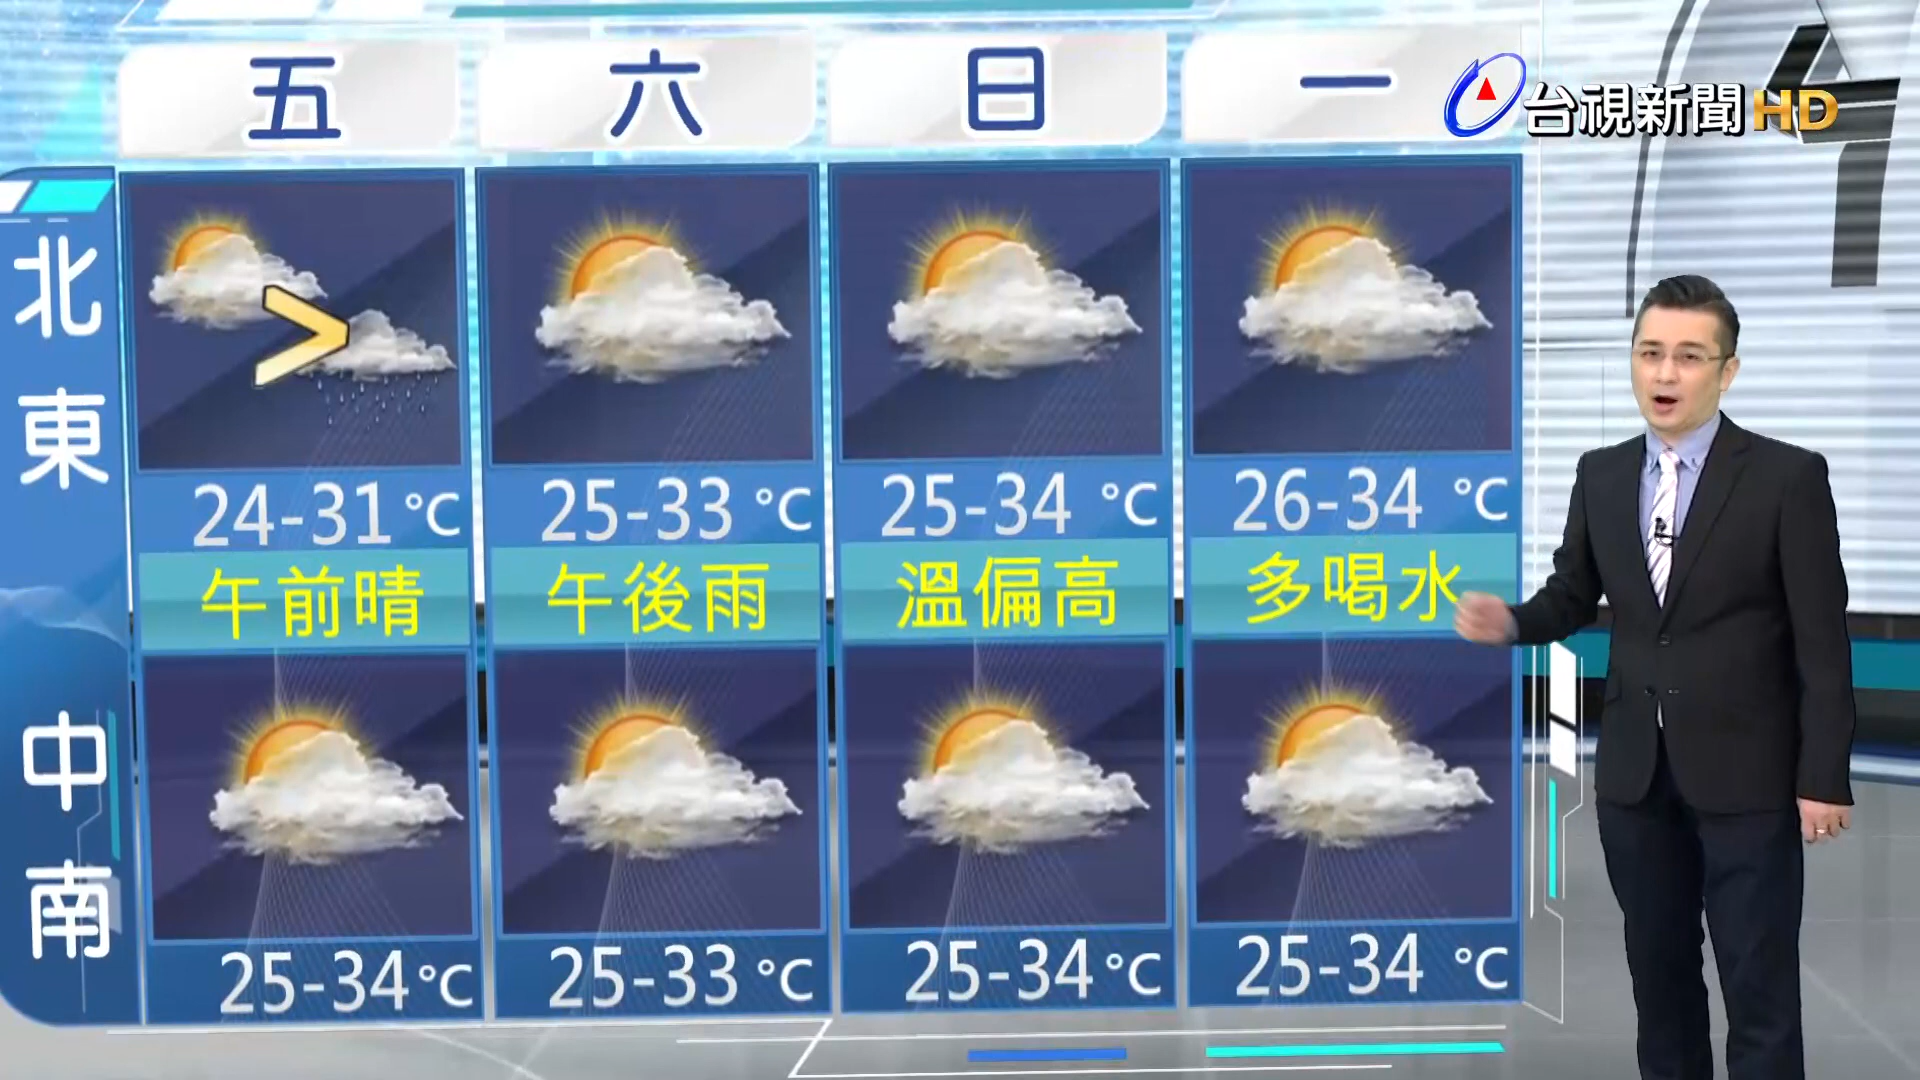 五 六 日 一
台視新聞HD
北東
24-31℃ 25-33℃ 25-34℃ 26-34℃
午前晴 午後雨 溫偏高 多喝水
中南
25-34℃ 25-33℃ 25-34℃ 25-34℃